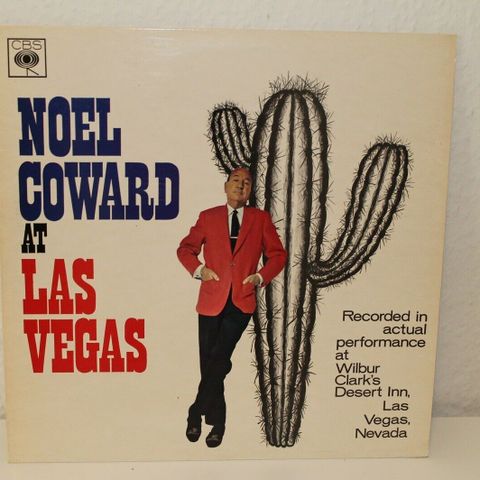 CBS
NOEL
COWARD
AT
LAS
VEGAS
Recorded in
actual
performance
at
Wilbur
Clark's
Desert Inn,
Las
Vegas,
Nevada